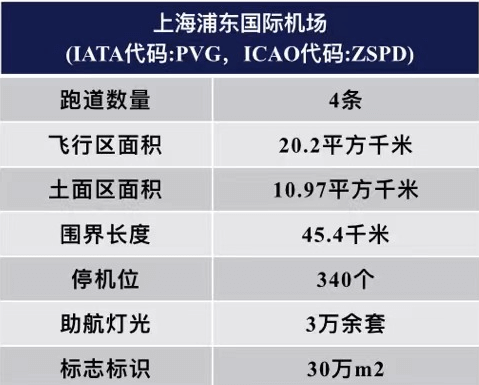 上海浦东国际机场
(IATA代码:PVG，ICAO代码:ZSPD)
跑道数量 4条
飞行区面积 20.2平方千米
土面区面积 10.97平方千米
围界长度 45.4千米
停机位 340个
助航灯光 3万余套
标志标识 30万m2